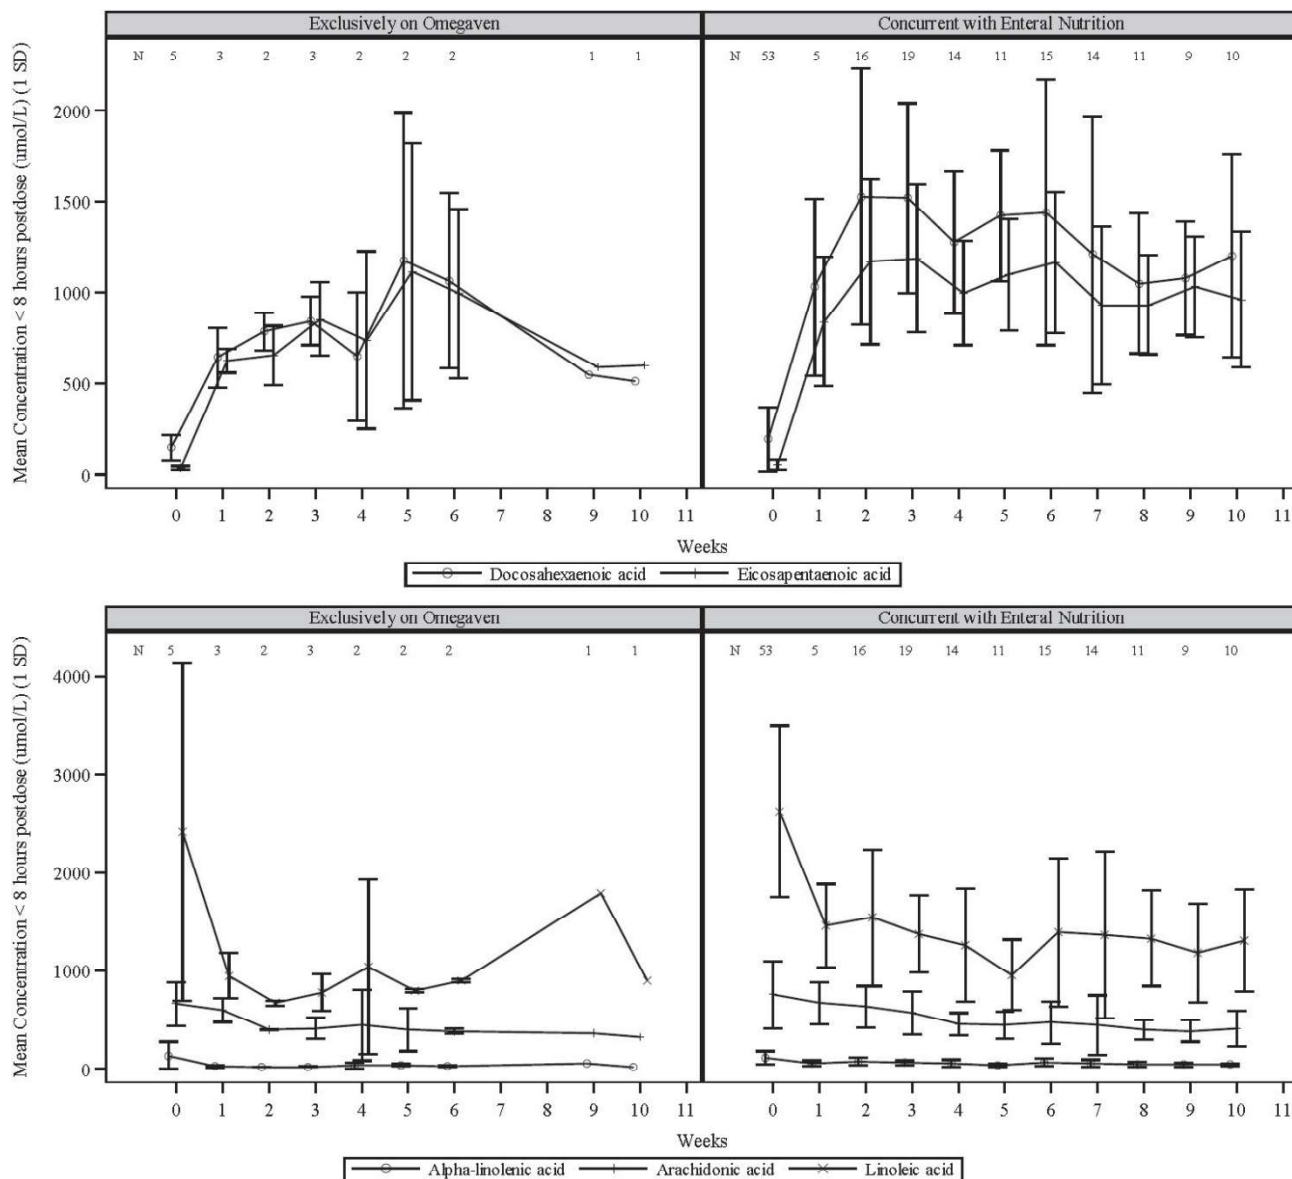 Exclusively on Omegaven
Concurrent with Enteral Nutrition
N 5 3 2 3 2 2 2 1 1
N 53 5 16 19 14 11 15 14 11 9 10
Mean Concentration < 8 hours postdose (umol/L) (1 SD)
2000
1500
1000
500
0
0 1 2 3 4 5 6 7 8 9 10 11
0 1 2 3 4 5 6 7 8 9 10 11
Weeks
Docosahexaenoic acid Eicosapentaenoic acid
Exclusively on Omegaven
Concurrent with Enteral Nutrition
N 5 3 2 3 2 2 2 1 1
N 53 5 16 19 14 11 15 14 11 9 10
Mean Concentration < 8 hours postdose (umol/L) (1 SD)
4000
3000
2000
1000
0
0 1 2 3 4 5 6 7 8 9 10 11
0 1 2 3 4 5 6 7 8 9 10 11
Weeks
Alpha-linolenic acid Arachidonic acid Linoleic acid